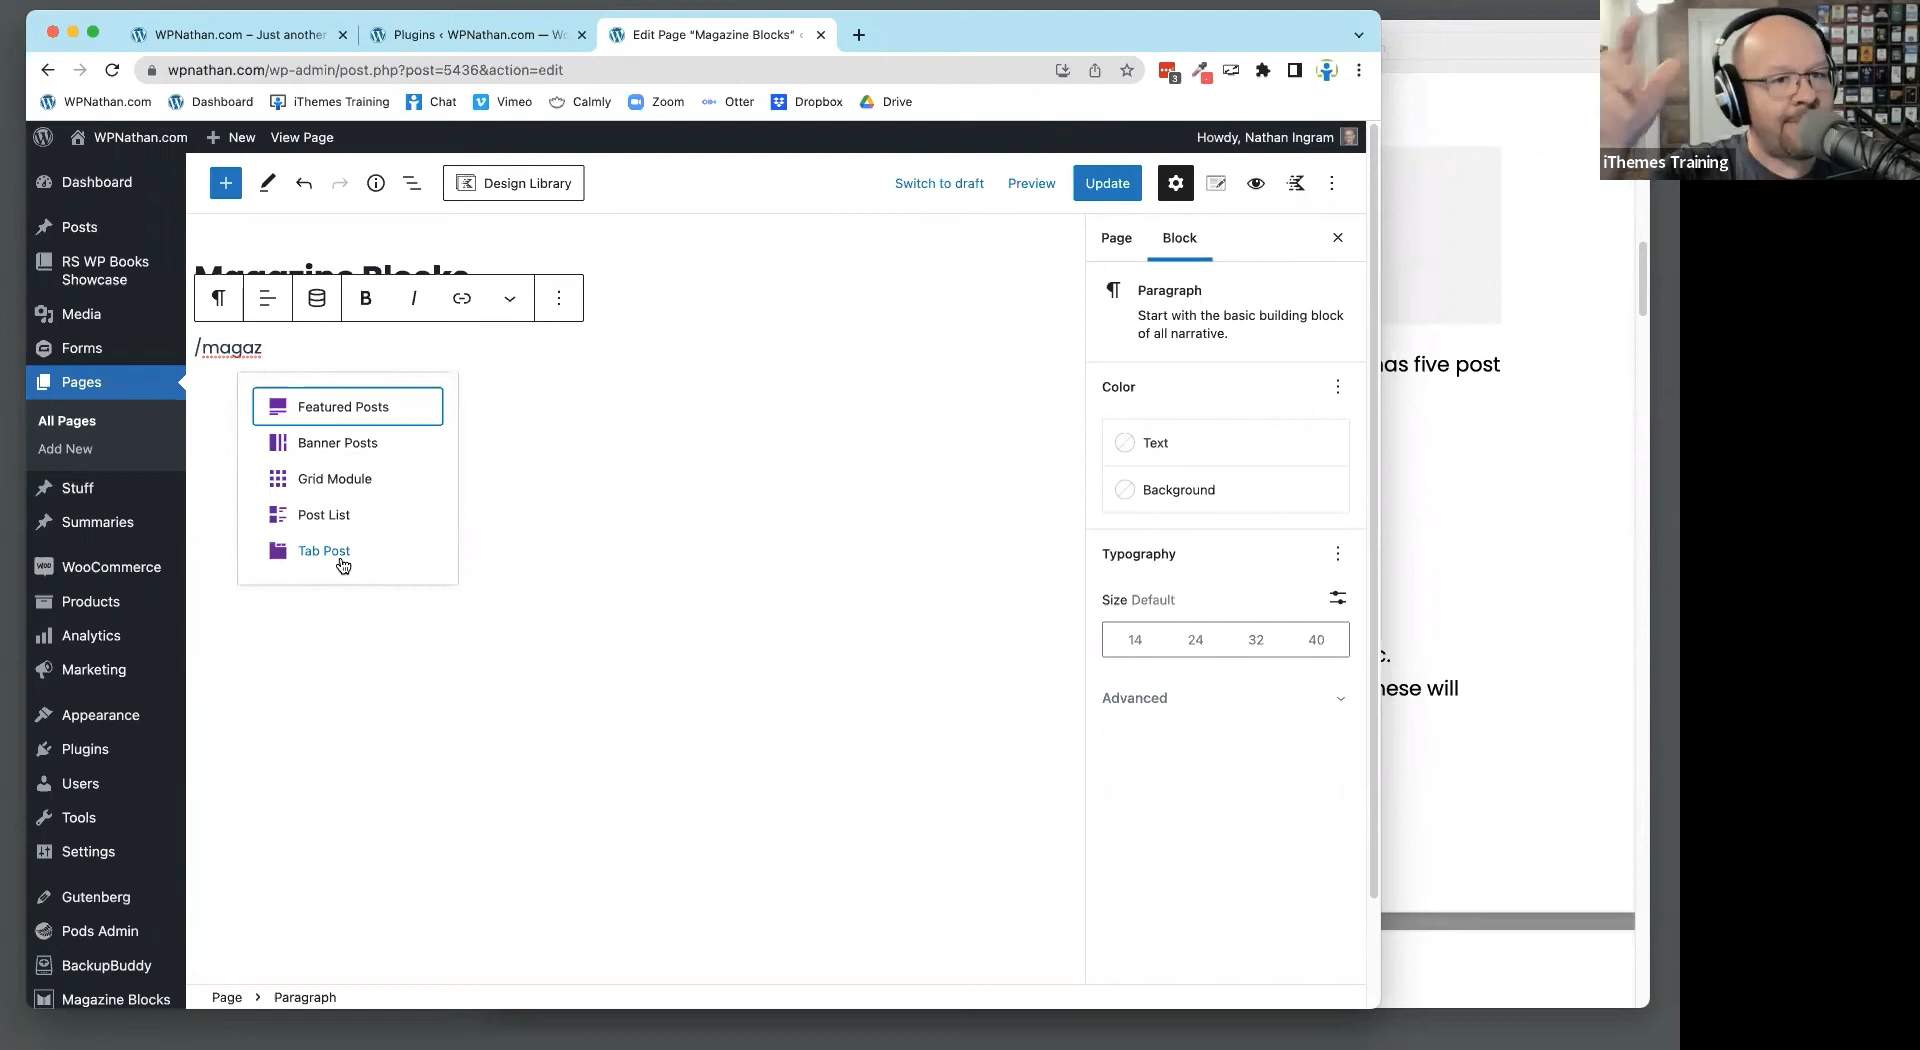 WPNathan.com – Just another
Plugins ‹ WPNathan.com — Wo
Edit Page "Magazine Blocks" ‹
wpnathan.com/wp-admin/post.php?post=5436&action=edit
3
WPNathan.com
Dashboard
iThemes Training
Chat
Vimeo
Calmly
Zoom
Otter
Dropbox
Drive
WPNathan.com
New
View Page
Howdy, Nathan Ingram
iThemes Training
Dashboard
Posts
RS WP Books
Showcase
Media
Forms
Pages
All Pages
Add New
Stuff
Summaries
WooCommerce
Products
Analytics
Marketing
Appearance
Plugins
Users
Tools
Settings
Gutenberg
Pods Admin
BackupBuddy
Magazine Blocks
Design Library
Switch to draft
Preview
Update
Magazine Blocks
B
I
/magaz
Featured Posts
Banner Posts
Grid Module
Post List
Tab Post
Page
Block
Paragraph
Start with the basic building block
of all narrative.
Color
Text
Background
Typography
Size Default
14 24 32 40
Advanced
Page › Paragraph
has five post
c.
hese will